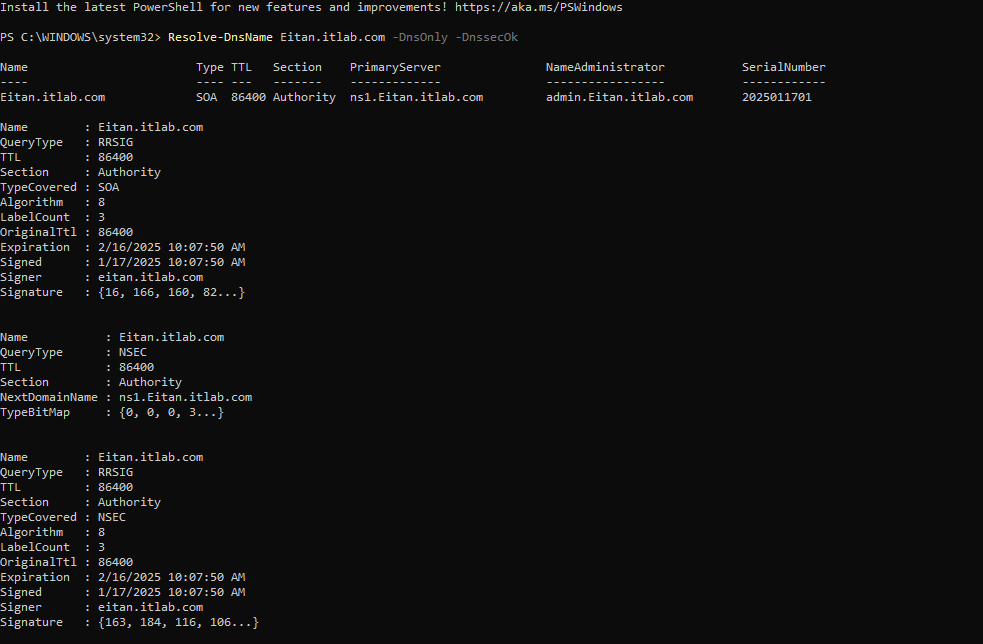 Install the latest PowerShell for new features and improvements! https://aka.ms/PSWindows
PS C:\WINDOWS\system32> Resolve-DnsName Eitan.itlab.com -DnsOnly -DnssecOk
Name                        Type TTL   Section    PrimaryServer               NameAdministrator           SerialNumber
----                        ---- ---   -------    -------------               -----------------           ------------
Eitan.itlab.com             SOA  86400 Authority  ns1.Eitan.itlab.com         admin.Eitan.itlab.com       2025011701
Name        : Eitan.itlab.com
QueryType   : RRSIG
TTL         : 86400
Section     : Authority
TypeCovered : SOA
Algorithm   : 8
LabelCount  : 3
OriginalTtl : 86400
Expiration  : 2/16/2025 10:07:50 AM
Signed      : 1/17/2025 10:07:50 AM
Signer      : eitan.itlab.com
Signature   : {16, 166, 160, 82...}
Name           : Eitan.itlab.com
QueryType      : NSEC
TTL            : 86400
Section        : Authority
NextDomainName : ns1.Eitan.itlab.com
TypeBitMap     : {0, 0, 0, 3...}
Name        : Eitan.itlab.com
QueryType   : RRSIG
TTL         : 86400
Section     : Authority
TypeCovered : NSEC
Algorithm   : 8
LabelCount  : 3
OriginalTtl : 86400
Expiration  : 2/16/2025 10:07:50 AM
Signed      : 1/17/2025 10:07:50 AM
Signer      : eitan.itlab.com
Signature   : {163, 184, 116, 106...}